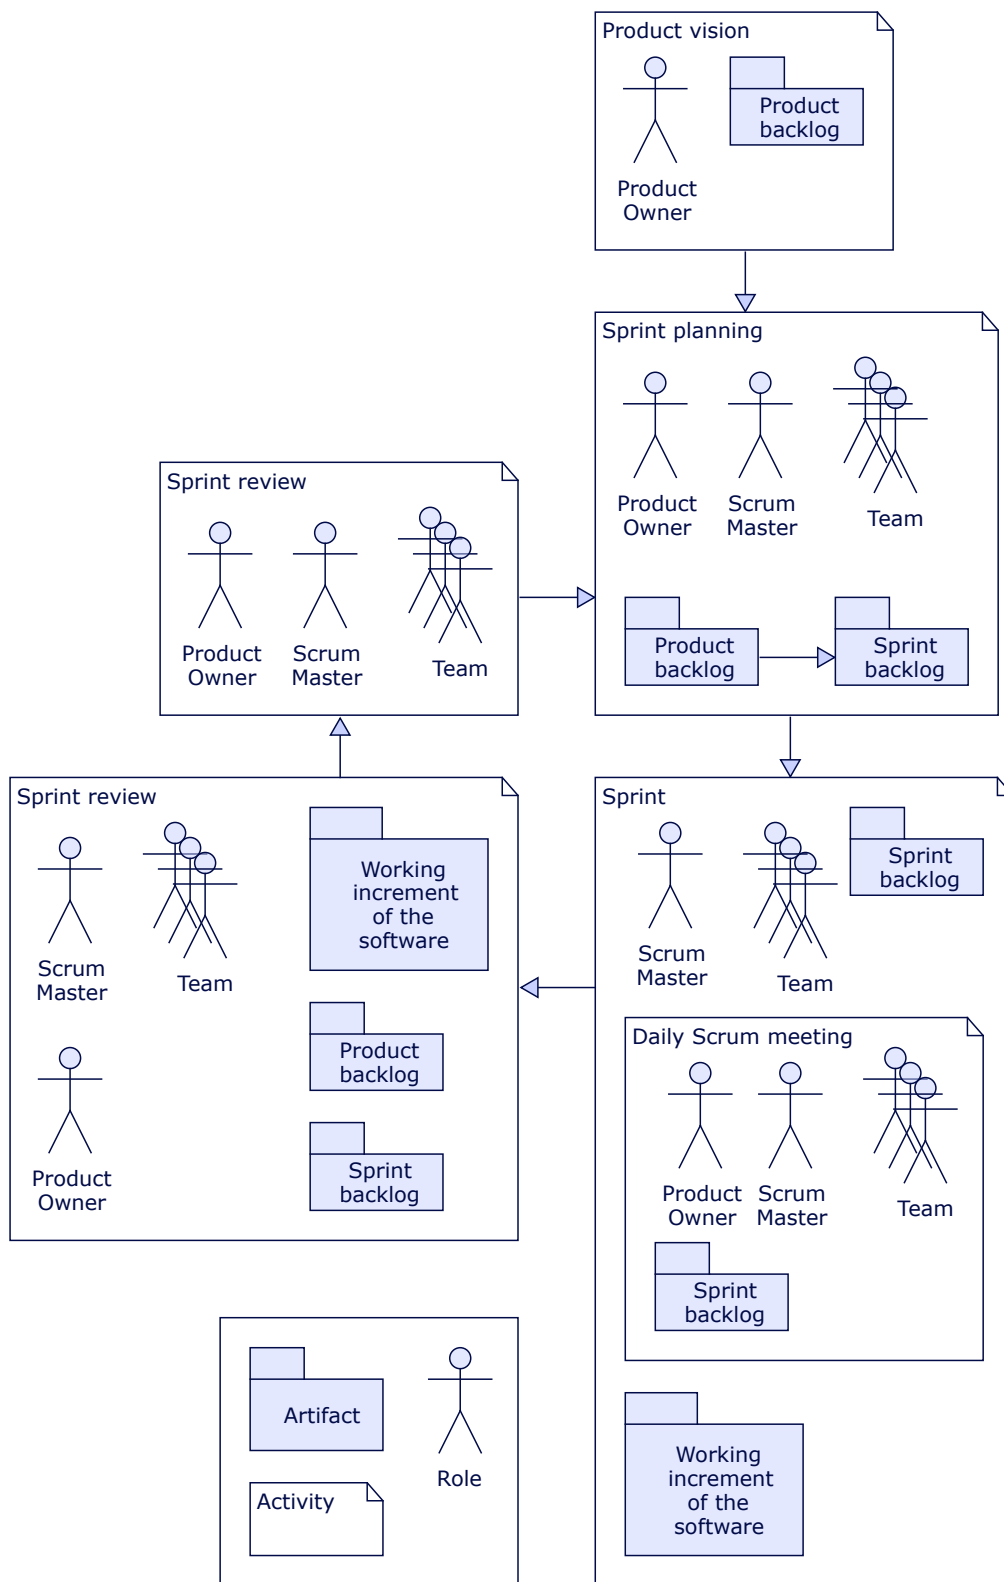 Product vision
Product
backlog
Product
Owner
Sprint planning
Product
Owner
Scrum
Master
Team
Product
backlog
Sprint
backlog
Sprint review
Product
Owner
Scrum
Master
Team
Sprint review
Scrum
Master
Team
Working
increment
of the
software
Product
backlog
Product
Owner
Sprint
backlog
Sprint
Scrum
Master
Team
Sprint
backlog
Daily Scrum meeting
Product
Owner
Scrum
Master
Team
Sprint
backlog
Working
increment
of the
software
Artifact
Role
Activity